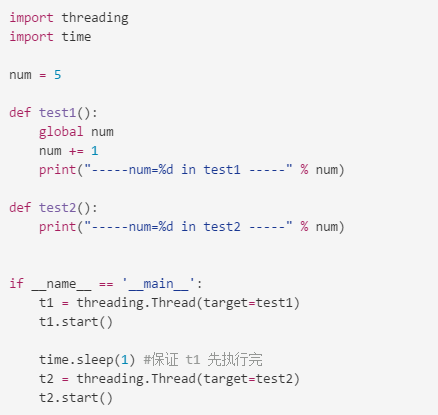 import threading
import time

num = 5

def test1():
    global num
    num += 1
    print("-----num=%d in test1 -----" % num)

def test2():
    print("-----num=%d in test2 -----" % num)


if __name__ == '__main__':
    t1 = threading.Thread(target=test1)
    t1.start()

    time.sleep(1) #保证 t1 先执行完
    t2 = threading.Thread(target=test2)
    t2.start()